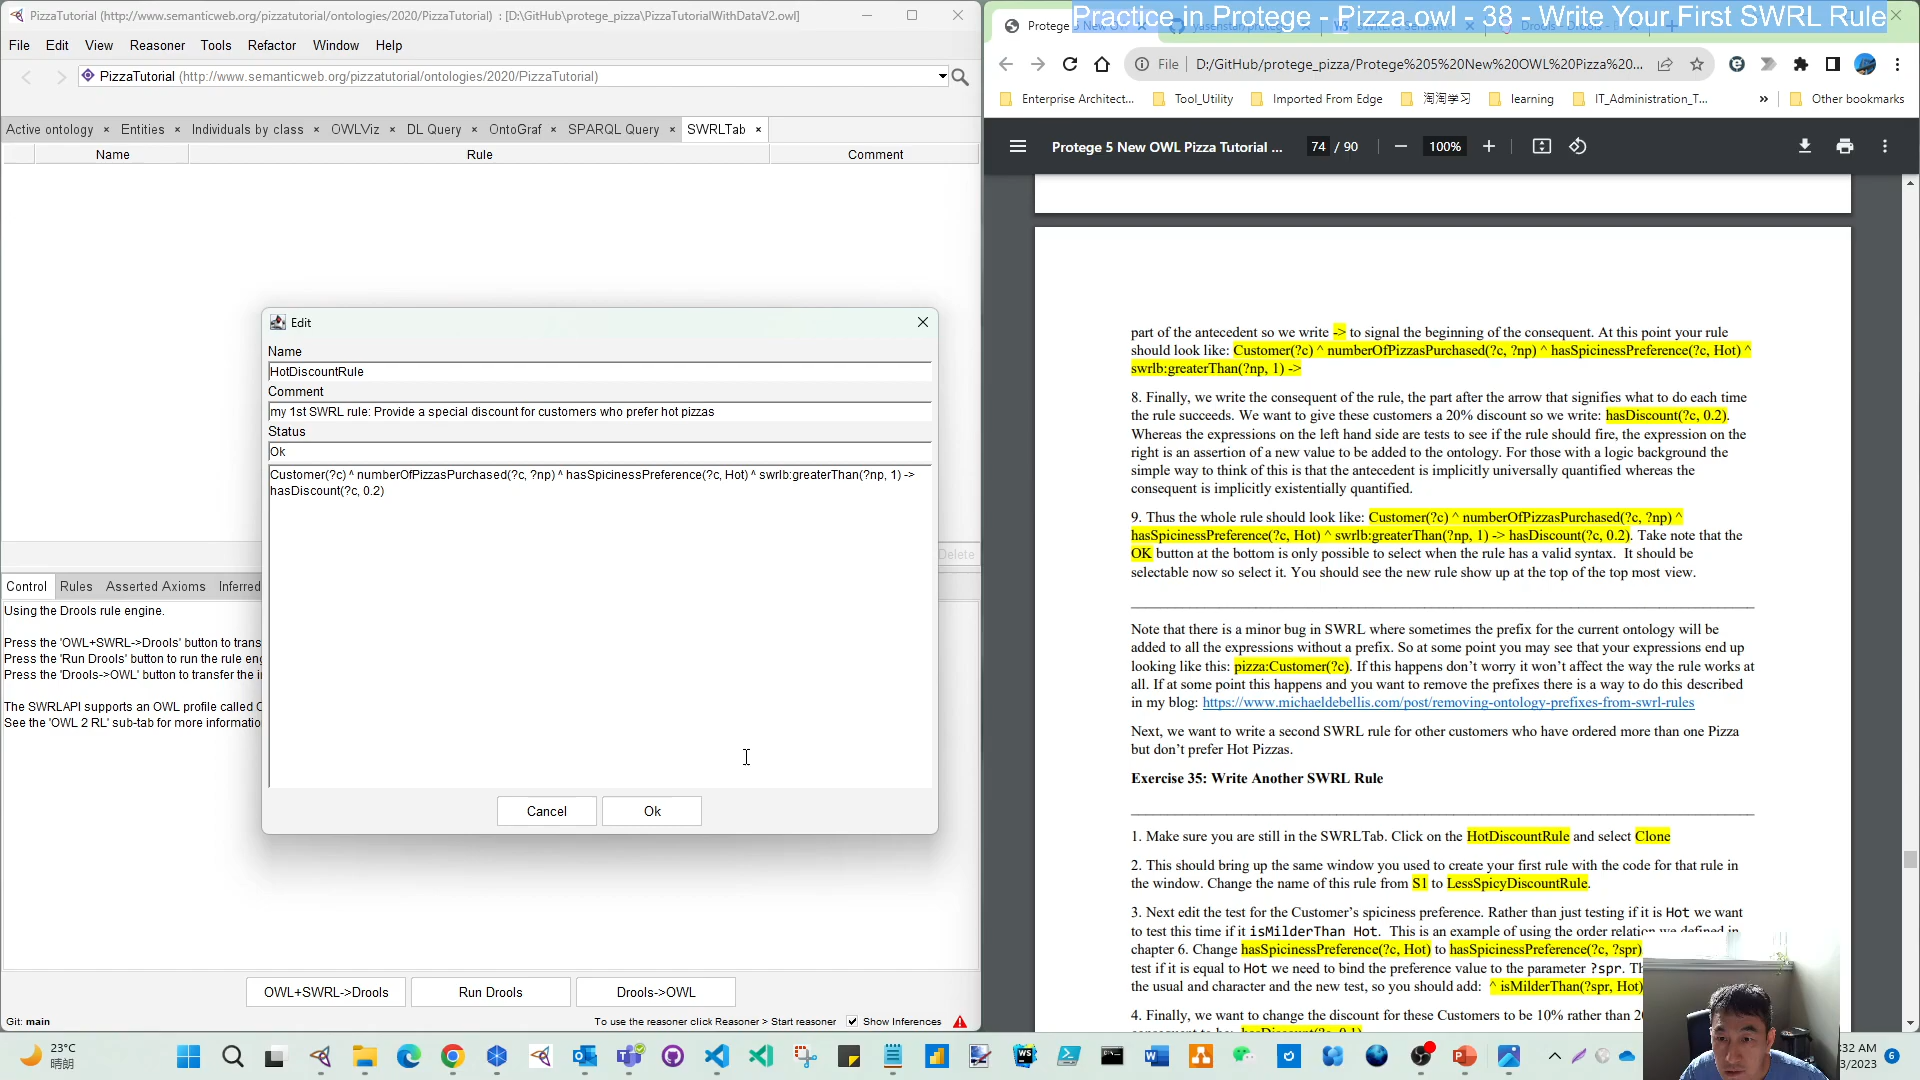 PizzaTutorial (http://www.semanticweb.org/pizzatutorial/ontologies/2020/PizzaTutorial) : [D:\GitHub\protege_pizza\PizzaTutorialWithDataV2.owl]
File Edit View Reasoner Tools Refactor Window Help
PizzaTutorial (http://www.semanticweb.org/pizzatutorial/ontologies/2020/PizzaTutorial)
Active ontology × Entities × Individuals by class × OWLViz × DL Query × OntoGraf × SPARQL Query × SWRLTab ×
Name Rule Comment
Edit
Name
HotDiscountRule
Comment
my 1st SWRL rule: Provide a special discount for customers who prefer hot pizzas
Status
Ok
Customer(?c) ^ numberOfPizzasPurchased(?c, ?np) ^ hasSpicinessPreference(?c, Hot) ^ swrlb:greaterThan(?np, 1) ->
hasDiscount(?c, 0.2)
Cancel Ok
Delete
Control Rules Asserted Axioms Inferred
Using the Drools rule engine.
Press the 'OWL+SWRL->Drools' button to trans
Press the 'Run Drools' button to run the rule eng
Press the 'Drools->OWL' button to transfer the i
The SWRLAPI supports an OWL profile called O
See the 'OWL 2 RL' sub-tab for more informatio
OWL+SWRL->Drools Run Drools Drools->OWL
Git: main To use the reasoner click Reasoner > Start reasoner Show Inferences
Practice in Protege - Pizza.owl - 38 - Write Your First SWRL Rule
File D:/GitHub/protege_pizza/Protege%205%20New%20OWL%20Pizza%20...
Enterprise Architect... Tool_Utility Imported From Edge 淘淘学习 learning IT_Administration_T... » Other bookmarks
Protege 5 New OWL Pizza Tutorial ... 74 / 90 — 100% +
part of the antecedent so we write -> to signal the beginning of the consequent. At this point your rule
should look like: Customer(?c) ^ numberOfPizzasPurchased(?c, ?np) ^ hasSpicinessPreference(?c, Hot) ^
swrlb:greaterThan(?np, 1) ->
8. Finally, we write the consequent of the rule, the part after the arrow that signifies what to do each time
the rule succeeds. We want to give these customers a 20% discount so we write: hasDiscount(?c, 0.2).
Whereas the expressions on the left hand side are tests to see if the rule should fire, the expression on the
right is an assertion of a new value to be added to the ontology. For those with a logic background the
simple way to think of this is that the antecedent is implicitly universally quantified whereas the
consequent is implicitly existentially quantified.
9. Thus the whole rule should look like: Customer(?c) ^ numberOfPizzasPurchased(?c, ?np) ^
hasSpicinessPreference(?c, Hot) ^ swrlb:greaterThan(?np, 1) -> hasDiscount(?c, 0.2). Take note that the
OK button at the bottom is only possible to select when the rule has a valid syntax. It should be
selectable now so select it. You should see the new rule show up at the top of the top most view.
Note that there is a minor bug in SWRL where sometimes the prefix for the current ontology will be
added to all the expressions without a prefix. So at some point you may see that your expressions end up
looking like this: pizza:Customer(?c). If this happens don't worry it won't affect the way the rule works at
all. If at some point this happens and you want to remove the prefixes there is a way to do this described
in my blog: https://www.michaeldebellis.com/post/removing-ontology-prefixes-from-swrl-rules
Next, we want to write a second SWRL rule for other customers who have ordered more than one Pizza
but don't prefer Hot Pizzas.
Exercise 35: Write Another SWRL Rule
1. Make sure you are still in the SWRLTab. Click on the HotDiscountRule and select Clone
2. This should bring up the same window you used to create your first rule with the code for that rule in
the window. Change the name of this rule from S1 to LessSpicyDiscountRule.
3. Next edit the test for the Customer's spiciness preference. Rather than just testing if it is Hot we want
to test this time if it isMilderThan Hot. This is an example of using the order relation we defined in
chapter 6. Change hasSpicinessPreference(?c, Hot) to hasSpicinessPreference(?c, ?spr)
test if it is equal to Hot we need to bind the preference value to the parameter ?spr. Th
the usual and character and the new test, so you should add: ^ isMilderThan(?spr, Hot)
4. Finally, we want to change the discount for these Customers to be 10% rather than 2
23°C
晴朗
:32 AM
3/2023
6